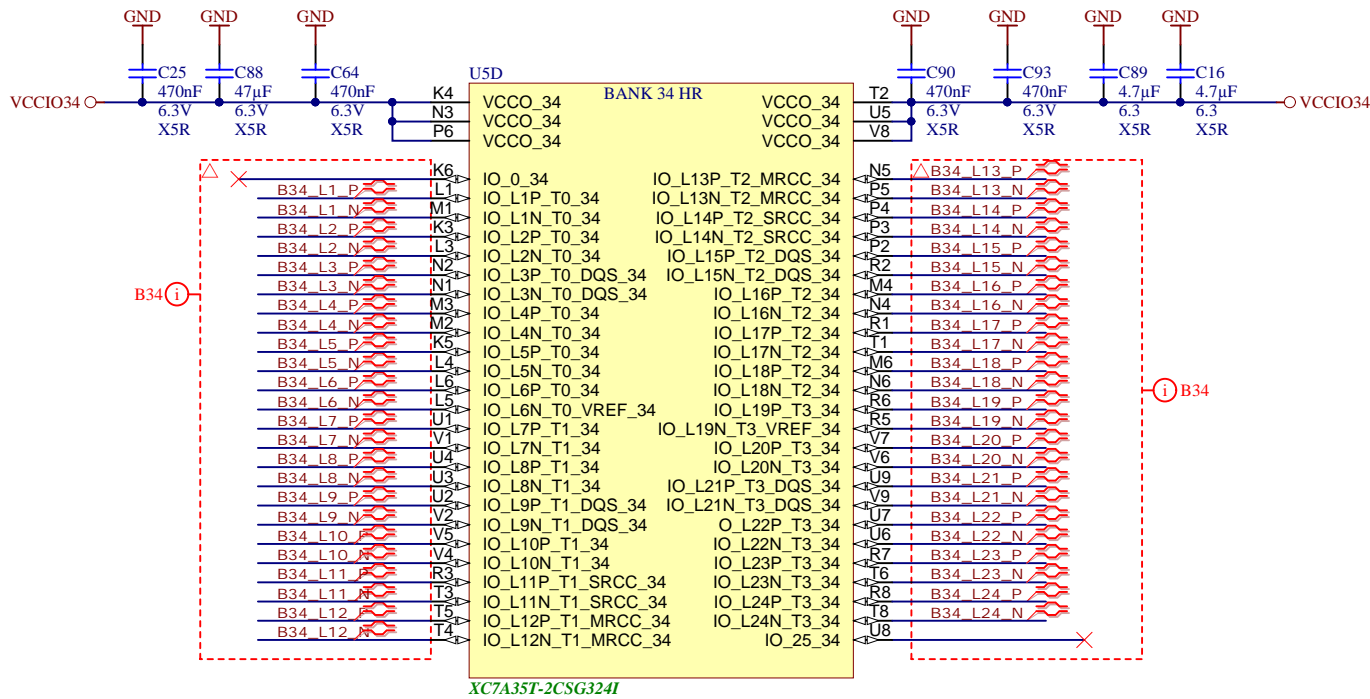 GND GND GND GND GND GND GND
C25 C88 C64 U5D C90 C93 C89 C16
470nF 47µF 470nF BANK 34 HR 470nF 470nF 4.7µF 4.7µF
6.3V 6.3V 6.3V 6.3V 6.3V 6.3 6.3
X5R X5R X5R X5R X5R X5R X5R
VCCIO34 K4 VCCO_34 VCCO_34 T2 VCCIO34
N3 VCCO_34 VCCO_34 U5
P6 VCCO_34 VCCO_34 V8
K6 IO_0_34 IO_L13P_T2_MRCC_34 N5 B34_L13_P
B34_L1_P L1 IO_L1P_T0_34 IO_L13N_T2_MRCC_34 P5 B34_L13_N
B34_L1_N M1 IO_L1N_T0_34 IO_L14P_T2_SRCC_34 P4 B34_L14_P
B34_L2_P K3 IO_L2P_T0_34 IO_L14N_T2_SRCC_34 P3 B34_L14_N
B34_L2_N L3 IO_L2N_T0_34 IO_L15P_T2_DQS_34 P2 B34_L15_P
B34_L3_P N2 IO_L3P_T0_DQS_34 IO_L15N_T2_DQS_34 R2 B34_L15_N
B34 i B34_L3_N N1 IO_L3N_T0_DQS_34 IO_L16P_T2_34 M4 B34_L16_P
B34_L4_P M3 IO_L4P_T0_34 IO_L16N_T2_34 N4 B34_L16_N
B34_L4_N M2 IO_L4N_T0_34 IO_L17P_T2_34 R1 B34_L17_P
B34_L5_P K5 IO_L5P_T0_34 IO_L17N_T2_34 T1 B34_L17_N
B34_L5_N L4 IO_L5N_T0_34 IO_L18P_T2_34 M6 B34_L18_P
B34_L6_P L6 IO_L6P_T0_34 IO_L18N_T2_34 N6 B34_L18_N
B34_L6_N L5 IO_L6N_T0_VREF_34 IO_L19P_T3_34 R6 B34_L19_P i B34
B34_L7_P U1 IO_L7P_T1_34 IO_L19N_T3_VREF_34 R5 B34_L19_N
B34_L7_N V1 IO_L7N_T1_34 IO_L20P_T3_34 V7 B34_L20_P
B34_L8_P U4 IO_L8P_T1_34 IO_L20N_T3_34 V6 B34_L20_N
B34_L8_N U3 IO_L8N_T1_34 IO_L21P_T3_DQS_34 U9 B34_L21_P
B34_L9_P U2 IO_L9P_T1_DQS_34 IO_L21N_T3_DQS_34 V9 B34_L21_N
B34_L9_N V2 IO_L9N_T1_DQS_34 O_L22P_T3_34 U7 B34_L22_P
B34_L10_P V5 IO_L10P_T1_34 IO_L22N_T3_34 U6 B34_L22_N
B34_L10_N V4 IO_L10N_T1_34 IO_L23P_T3_34 R7 B34_L23_P
B34_L11_P R3 IO_L11P_T1_SRCC_34 IO_L23N_T3_34 T6 B34_L23_N
B34_L11_N T3 IO_L11N_T1_SRCC_34 IO_L24P_T3_34 R8 B34_L24_P
B34_L12_P T5 IO_L12P_T1_MRCC_34 IO_L24N_T3_34 T8 B34_L24_N
B34_L12_N T4 IO_L12N_T1_MRCC_34 IO_25_34 U8
XC7A35T-2CSG324I